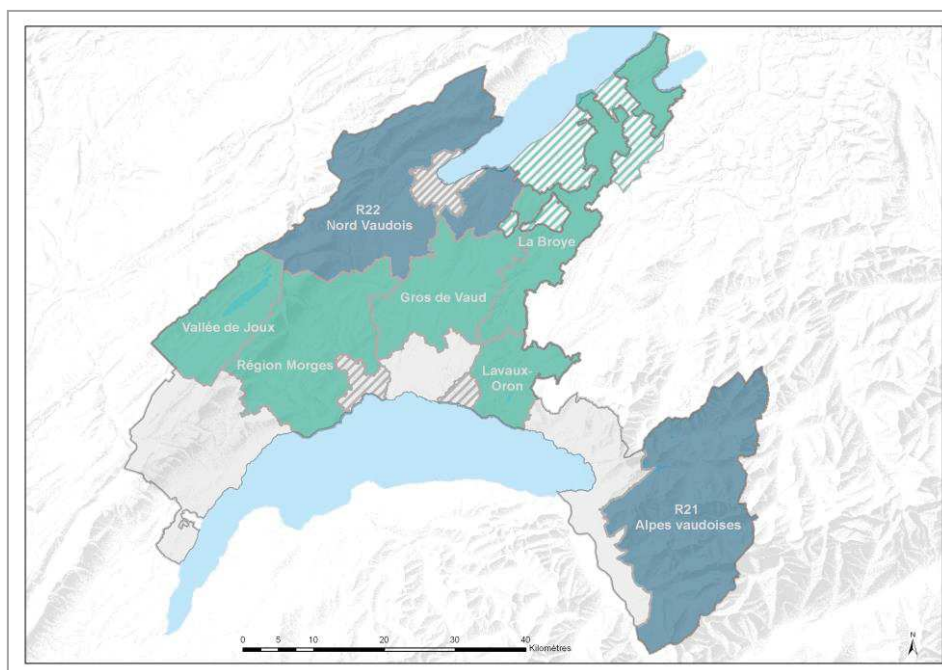 R22
Nord Vaudois
La Broye
Gros de Vaud
Vallée de Joux
Région Morges
Lavaux-
Oron
R21
Alpes vaudoises
0 5 10 20 30 40
Kilomètres
N